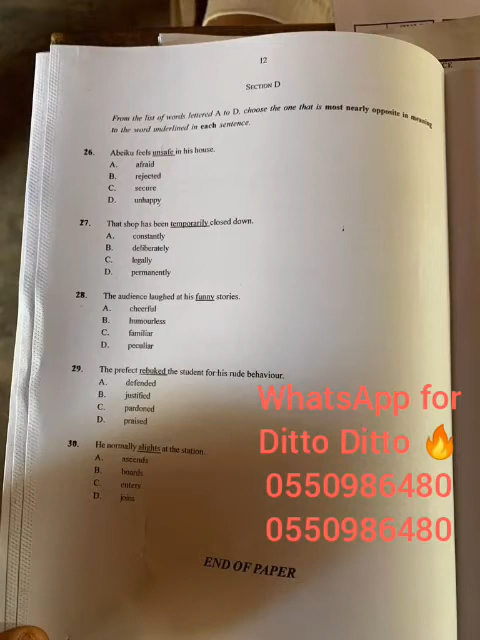 12
SECTION D
From the list of words lettered A to D, choose the one that is most nearly opposite in meaning
to the word underlined in each sentence.
26. Abeiku feels unsafe in his house.
A. afraid
B. rejected
C. secure
D. unhappy
27. That shop has been temporarily closed down.
A. constantly
B. deliberately
C. legally
D. permanently
28. The audience laughed at his funny stories.
A. cheerful
B. humourless
C. familiar
D. peculiar
29. The prefect rebuked the student for his rude behaviour.
A. defended
B. justified
C. pardoned
D. praised
30. He normally alights at the station.
A. ascends
B. boards
C. enters
D. joins
END OF PAPER
WhatsApp for
Ditto Ditto 🔥
0550986480
0550986480